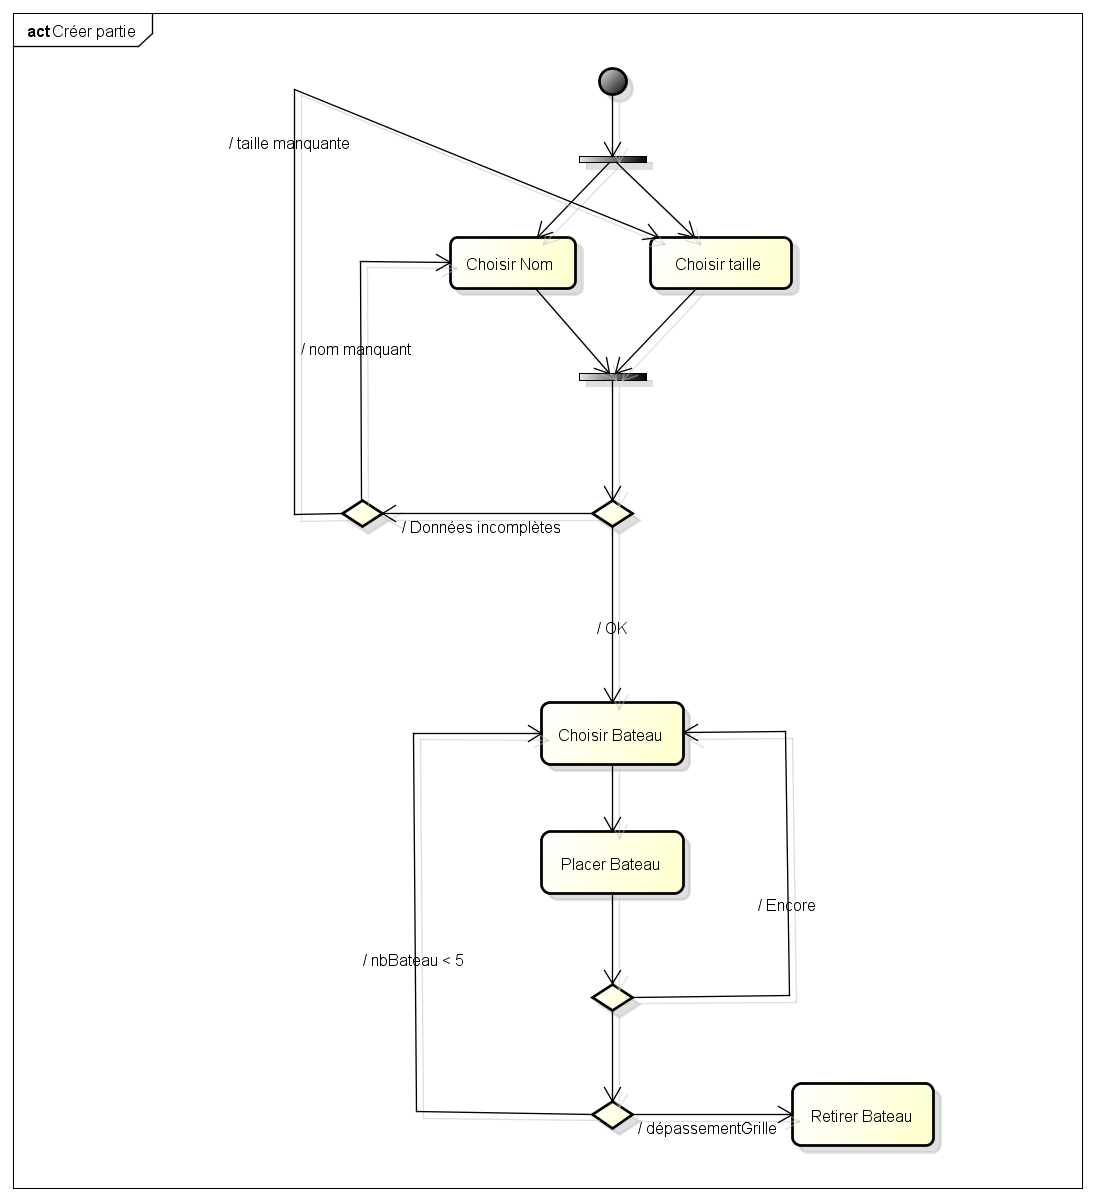 act Créer partie
/ taille manquante
Choisir Nom
Choisir taille
/ nom manquant
/ Données incomplètes
/ OK
Choisir Bateau
Placer Bateau
/ Encore
/ nbBateau < 5
Retirer Bateau
/ dépassementGrille